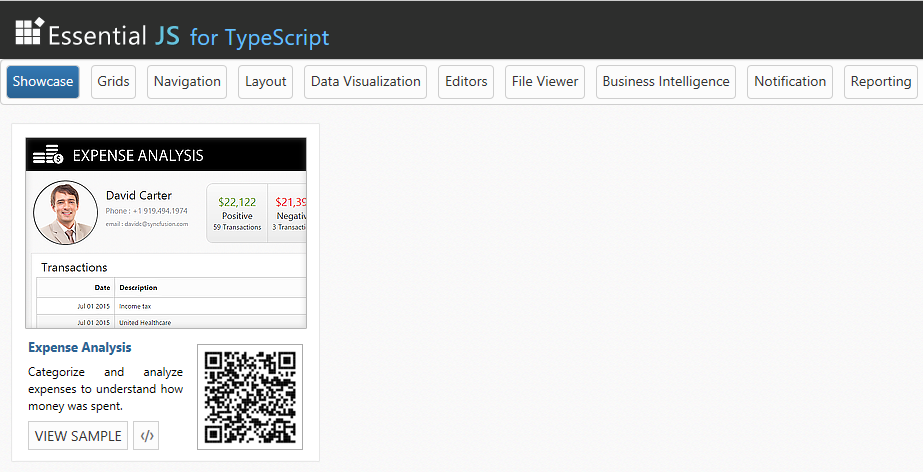 Essential JS for TypeScript
Showcase
Grids
Navigation
Layout
Data Visualization
Editors
File Viewer
Business Intelligence
Notification
Reporting
EXPENSE ANALYSIS
David Carter
Phone : +1 919.494.1974
email : davidc@syncfusion.com
$22,122
Positive
59 Transactions
$21,39
Negativ
3 Transacti
Transactions
Date Description
Jul 01 2015 Income tax
Jul 01 2015 United Healthcare
Expense Analysis
Categorize and analyze
expenses to understand how
money was spent.
VIEW SAMPLE
</>